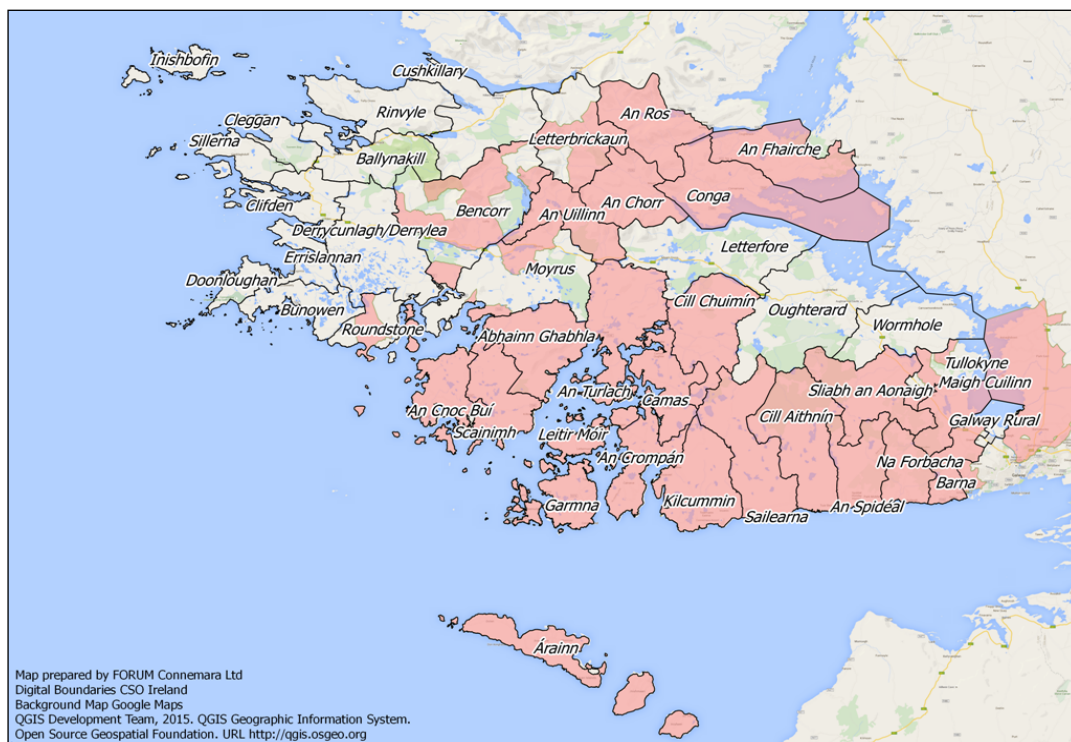 Inishbofin
Cushkillary
Rinvyle
An Ros
Cleggan
Letterbrickaun
Sillerna
An Fhairche
Ballynakill
Conga
Clifden
Bencorr
An Chorr
An Uillinn
Derrycunlagh/Derrylea
Letterfore
Errislannan
Moyrus
Doonloughan
Cill Chuimín
Bunowen
Oughterard
Roundstone
Wormhole
Abhainn Ghabhla
Tullokyne
Sliabh an Aonaigh
Maigh Cuilinn
An Turlach
Camas
An Cnoc Buí
Cill Aithnín
Galway Rural
Scainimh
Leitir Móir
An Crompán
Na Forbacha
Barna
Garmna
Kilcummin
Sailearna
An Spidéâl
Árainn
Map prepared by FORUM Connemara Ltd
Digital Boundaries CSO Ireland
Background Map Google Maps
QGIS Development Team, 2015. QGIS Geographic Information System.
Open Source Geospatial Foundation. URL http://qgis.osgeo.org